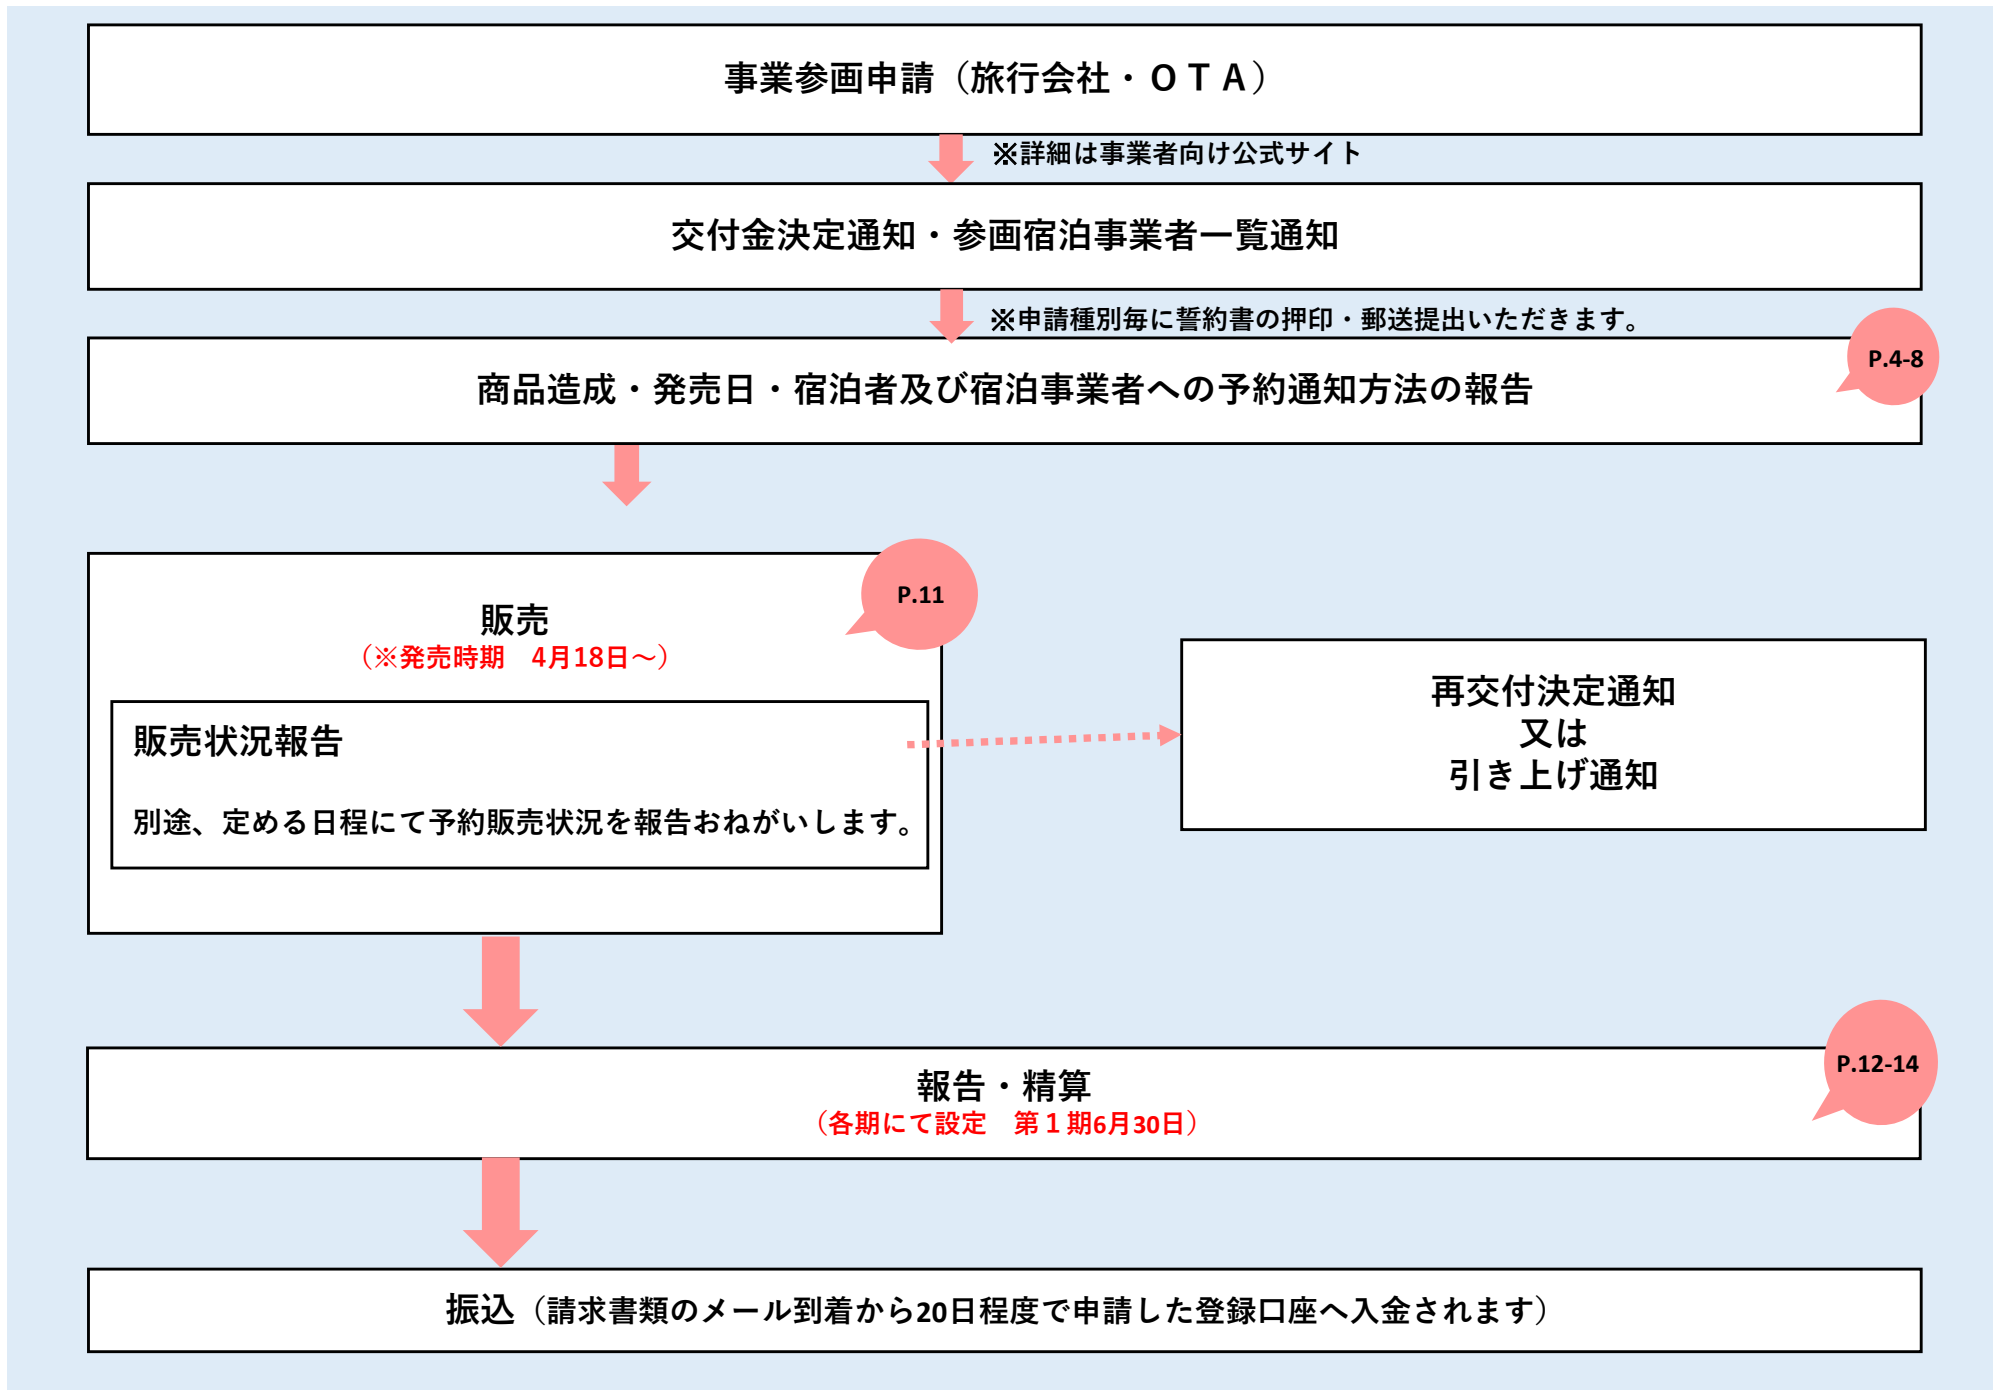 事業参画申請（旅行会社・ＯＴＡ）
※詳細は事業者向け公式サイト
交付金決定通知・参画宿泊事業者一覧通知
※申請種別毎に誓約書の押印・郵送提出いただきます。
P.4-8
商品造成・発売日・宿泊者及び宿泊事業者への予約通知方法の報告
P.11
販売
（※発売時期　4月18日～）
販売状況報告
別途、定める日程にて予約販売状況を報告おねがいします。
再交付決定通知
又は
引き上げ通知
P.12-14
報告・精算
（各期にて設定　第１期6月30日）
振込（請求書類のメール到着から20日程度で申請した登録口座へ入金されます）